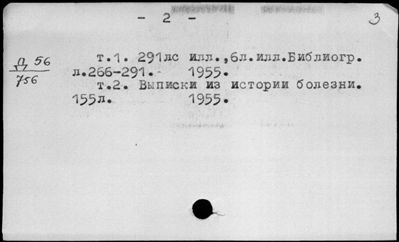 - 2 -
3
Д 56
756
т.1. 291лс илл.,6л.илл.Библиогр.
л.266-291. 1955.
т.2. Выписки из истории болезни.
155л. 1955.